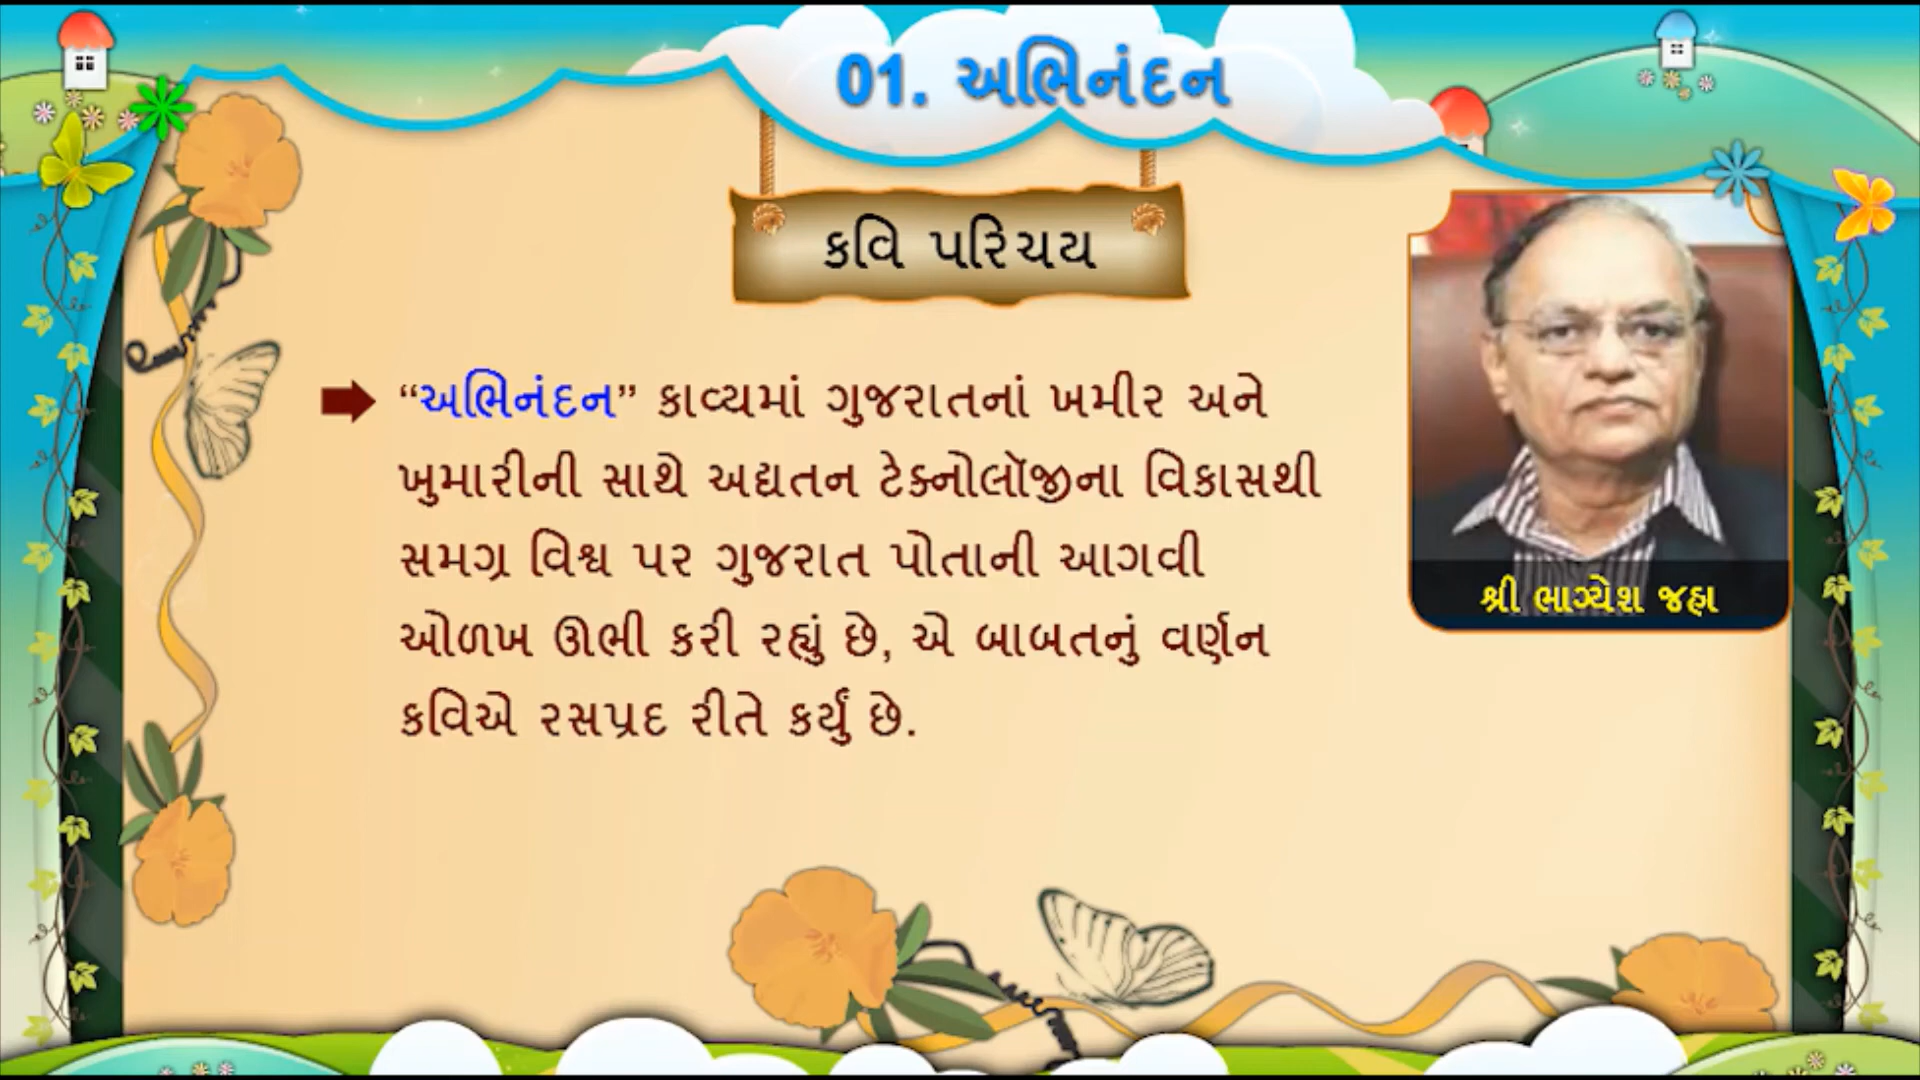 01. અભિનંદન
કવિ પરિચય
“અભિનંદન” કાવ્યમાં ગુજરાતનાં ખમીર અને
ખુમારીની સાથે અદ્યતન ટેક્નોલૉજીના વિકાસથી
સમગ્ર વિશ્વ પર ગુજરાત પોતાની આગવી
ઓળખ ઊભી કરી રહ્યું છે, એ બાબતનું વર્ણન
કવિએ રસપ્રદ રીતે કર્યું છે.
શ્રી ભાગ્યેશ જહા